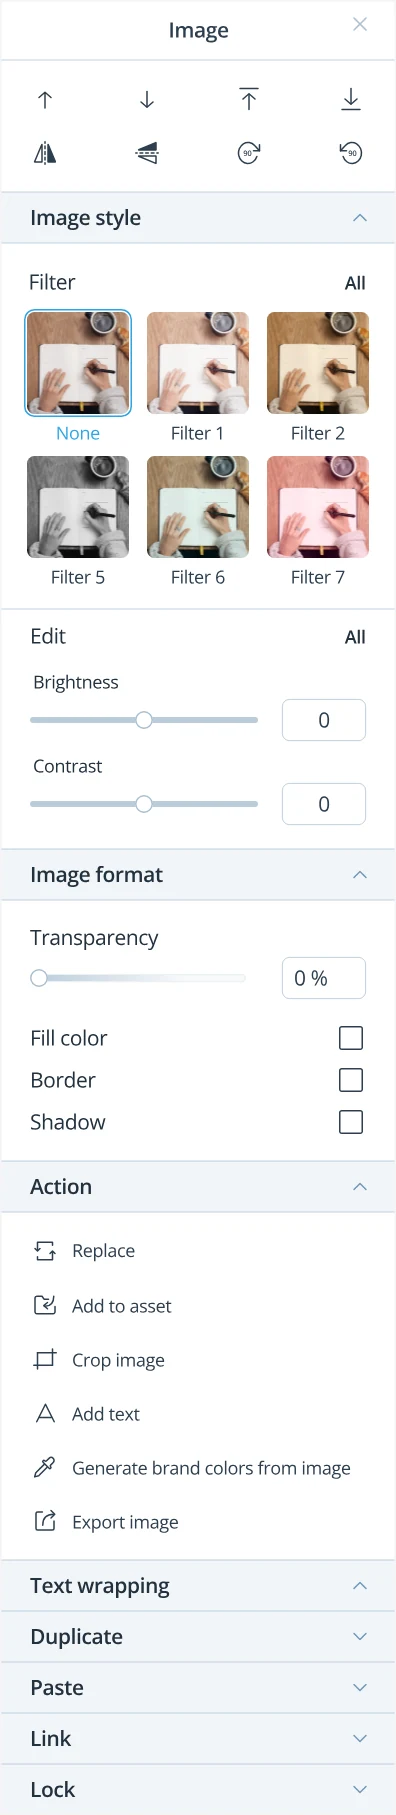 Image
90
90
Image style
Filter
All
None
Filter 1
Filter 2
Filter 5
Filter 6
Filter 7
Edit
All
Brightness
0
Contrast
0
Image format
Transparency
0 %
Fill color
Border
Shadow
Action
Replace
Add to asset
Crop image
Add text
Generate brand colors from image
Export image
Text wrapping
Duplicate
Paste
Link
Lock